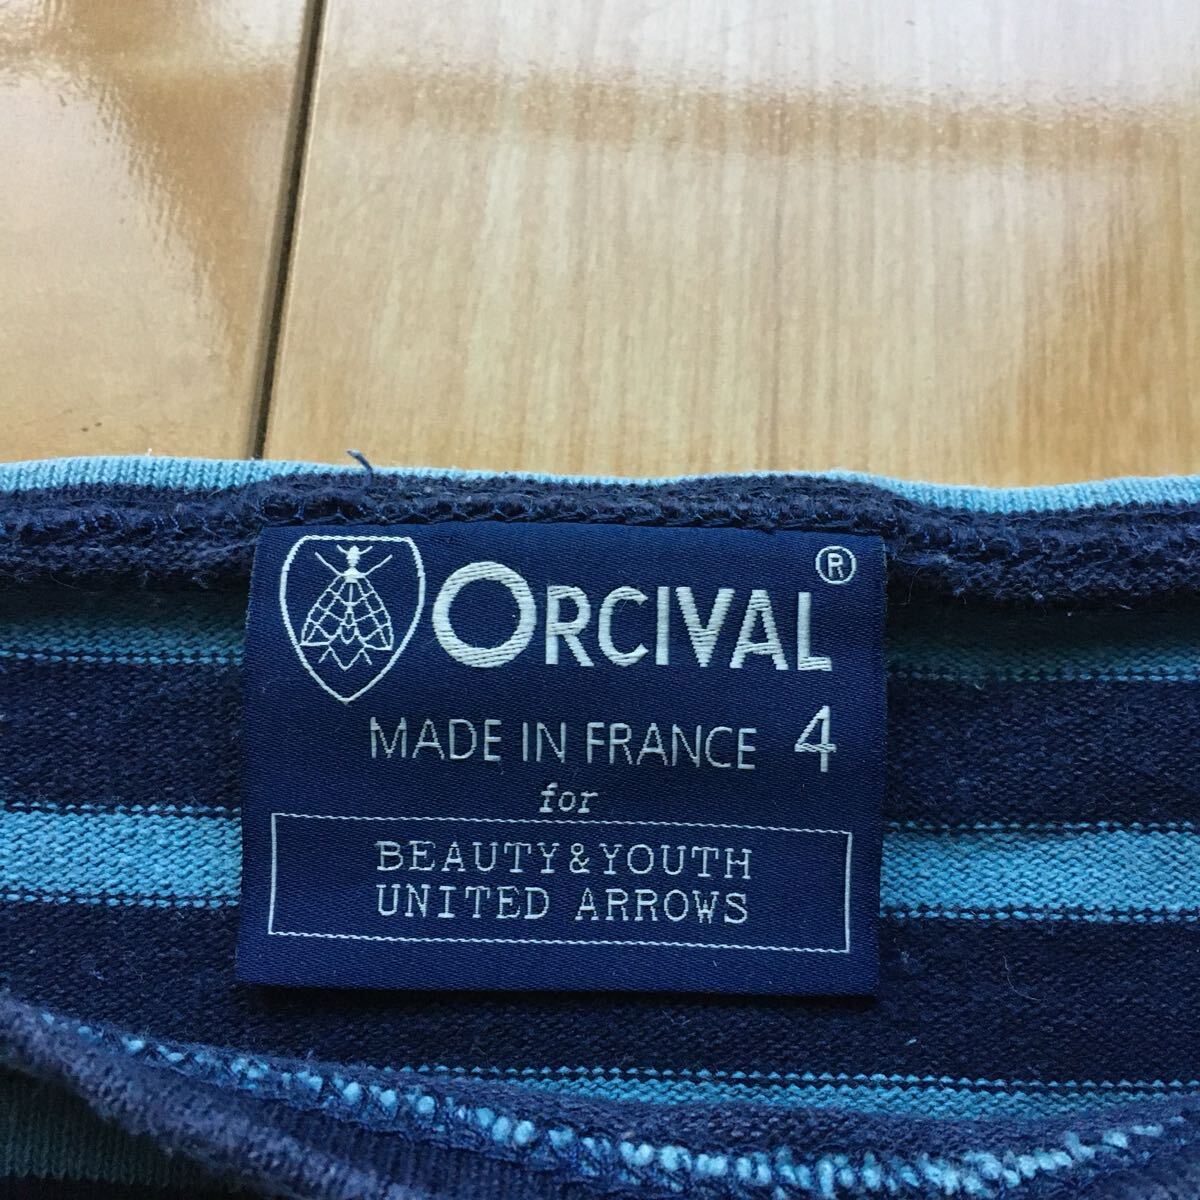 ORCIVAL®
MADE IN FRANCE 4
for
BEAUTY&YOUTH
UNITED ARROWS